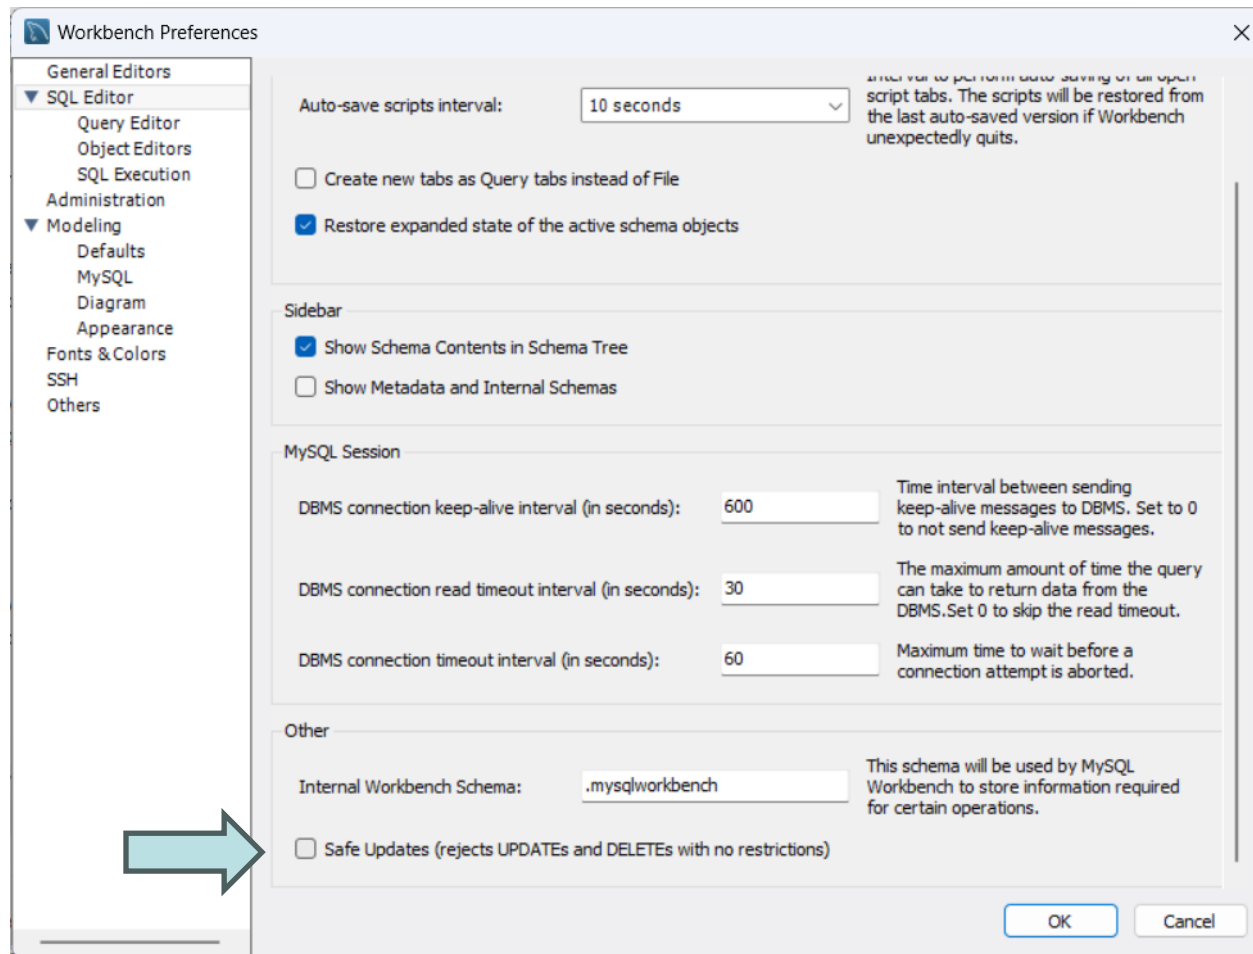 Workbench Preferences
General Editors
SQL Editor
Query Editor
Object Editors
SQL Execution
Administration
Modeling
Defaults
MySQL
Diagram
Appearance
Fonts & Colors
SSH
Others
Auto-save scripts interval:
10 seconds
Interval to perform auto-saving of all open
script tabs. The scripts will be restored from
the last auto-saved version if Workbench
unexpectedly quits.
Create new tabs as Query tabs instead of File
Restore expanded state of the active schema objects
Sidebar
Show Schema Contents in Schema Tree
Show Metadata and Internal Schemas
MySQL Session
DBMS connection keep-alive interval (in seconds):
600
Time interval between sending
keep-alive messages to DBMS. Set to 0
to not send keep-alive messages.
DBMS connection read timeout interval (in seconds):
30
The maximum amount of time the query
can take to return data from the
DBMS.Set 0 to skip the read timeout.
DBMS connection timeout interval (in seconds):
60
Maximum time to wait before a
connection attempt is aborted.
Other
Internal Workbench Schema:
.mysqlworkbench
This schema will be used by MySQL
Workbench to store information required
for certain operations.
Safe Updates (rejects UPDATEs and DELETEs with no restrictions)
OK
Cancel